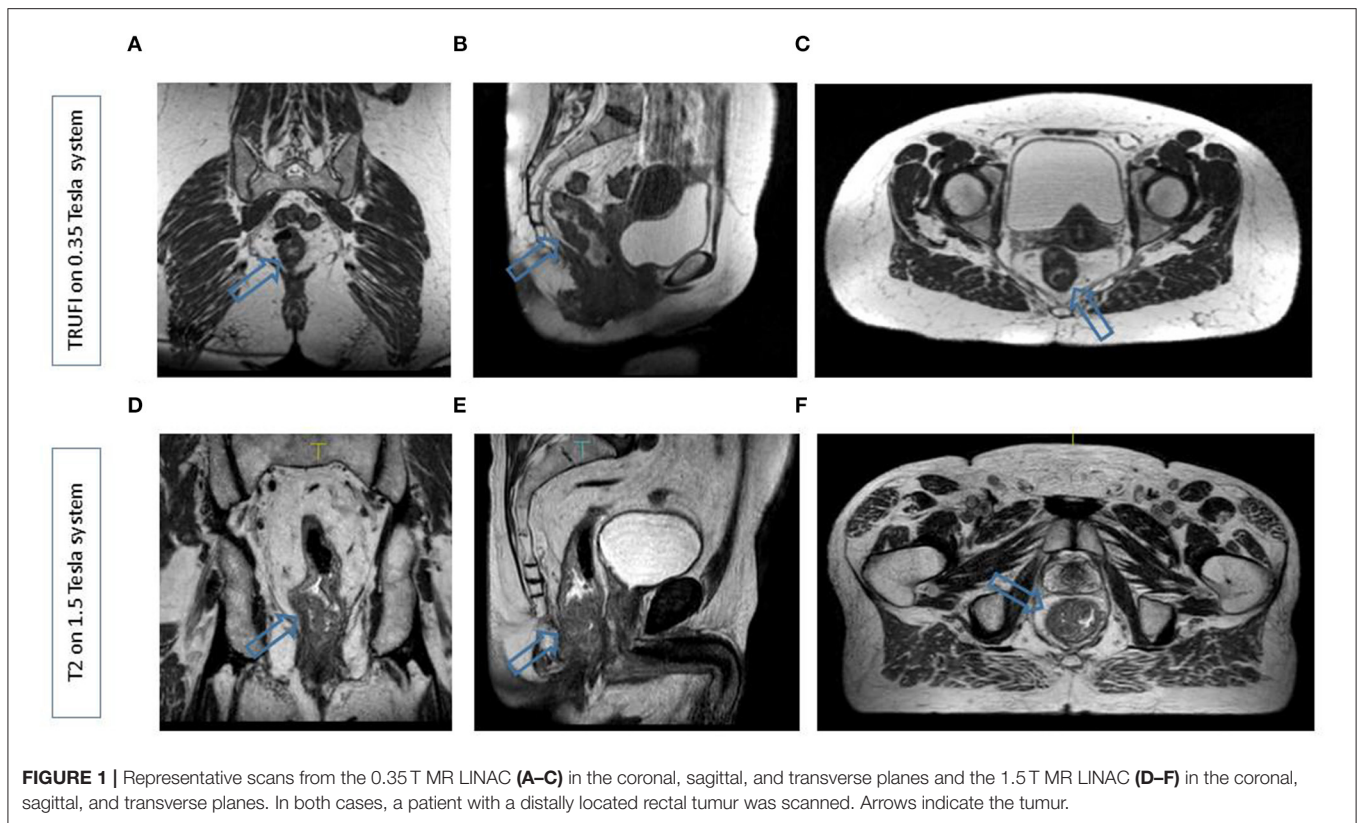 A
B
C
TRUFI on 0.35 Tesla system
D
E
F
T2 on 1.5 Tesla system
T
T
FIGURE 1 | Representative scans from the 0.35 T MR LINAC (A–C) in the coronal, sagittal, and transverse planes and the 1.5 T MR LINAC (D–F) in the coronal,
sagittal, and transverse planes. In both cases, a patient with a distally located rectal tumur was scanned. Arrows indicate the tumur.